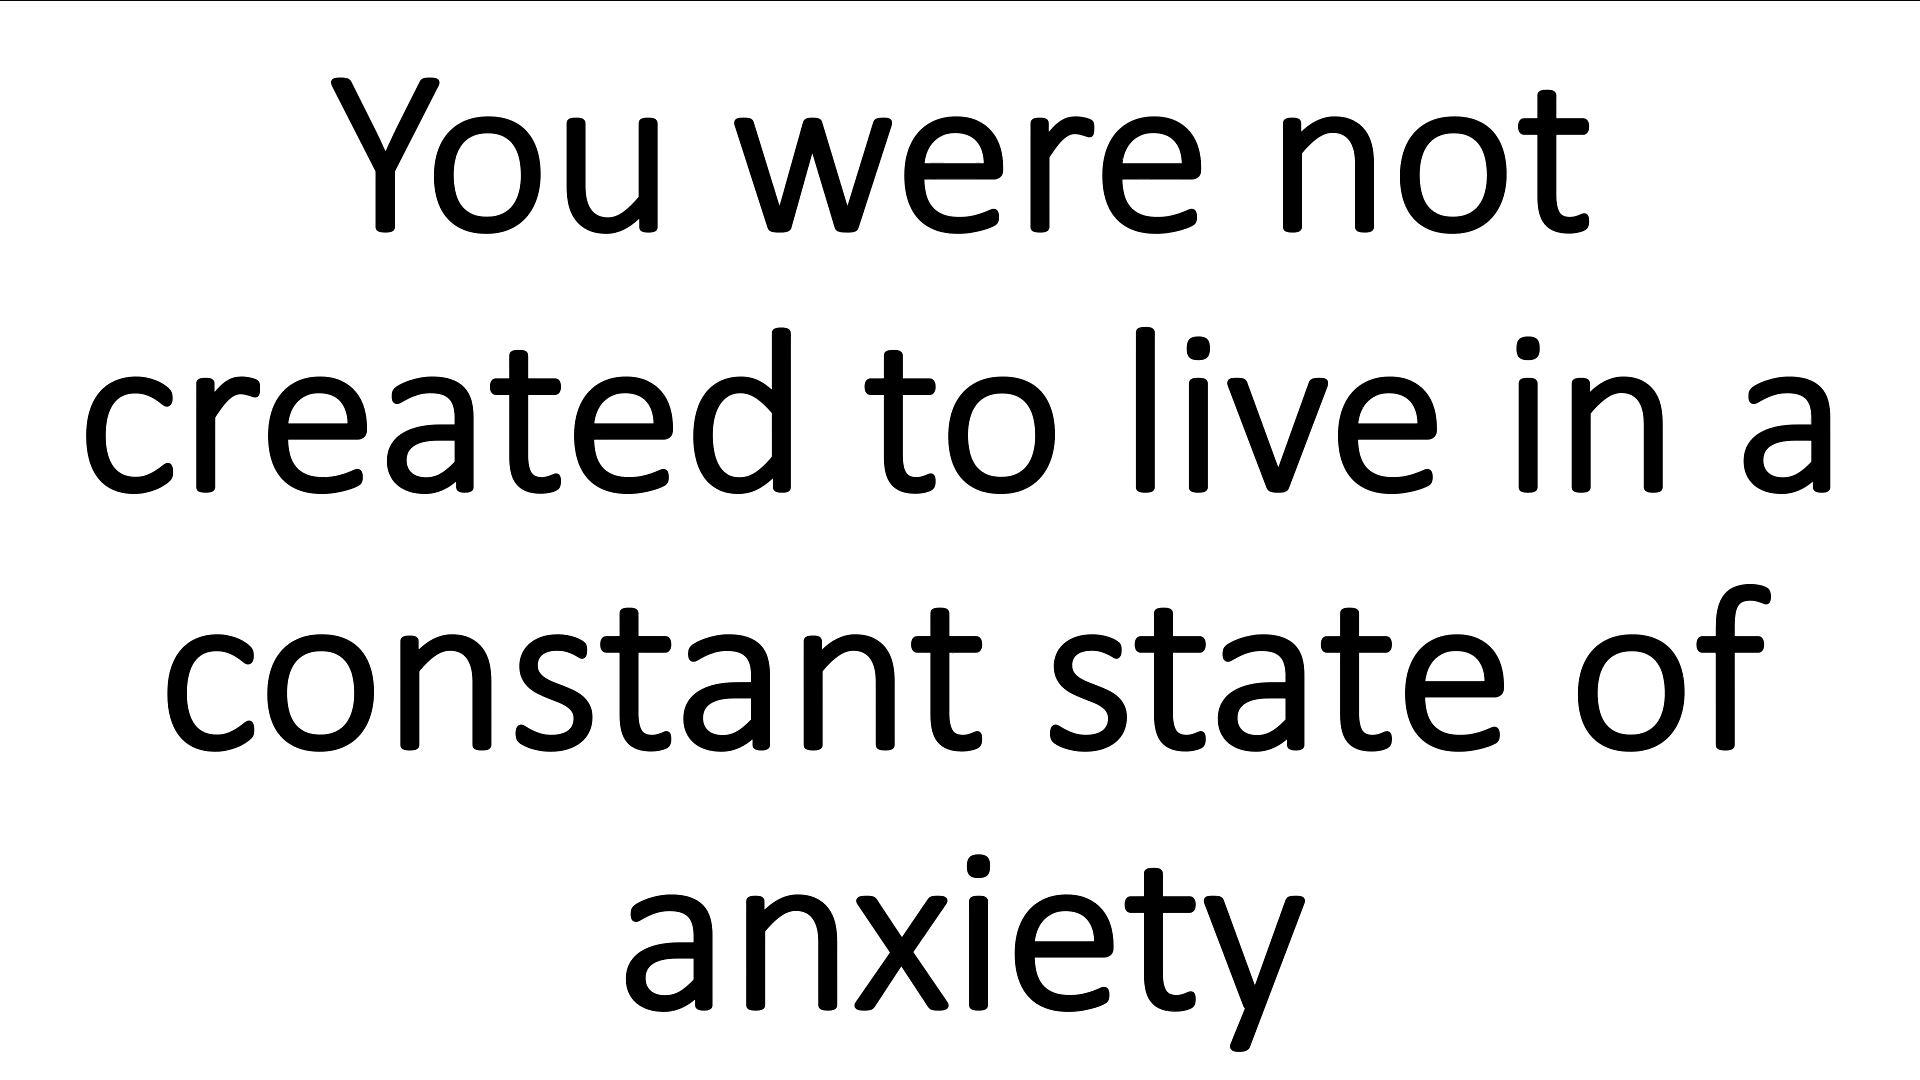 You were not
created to live in a
constant state of
anxiety